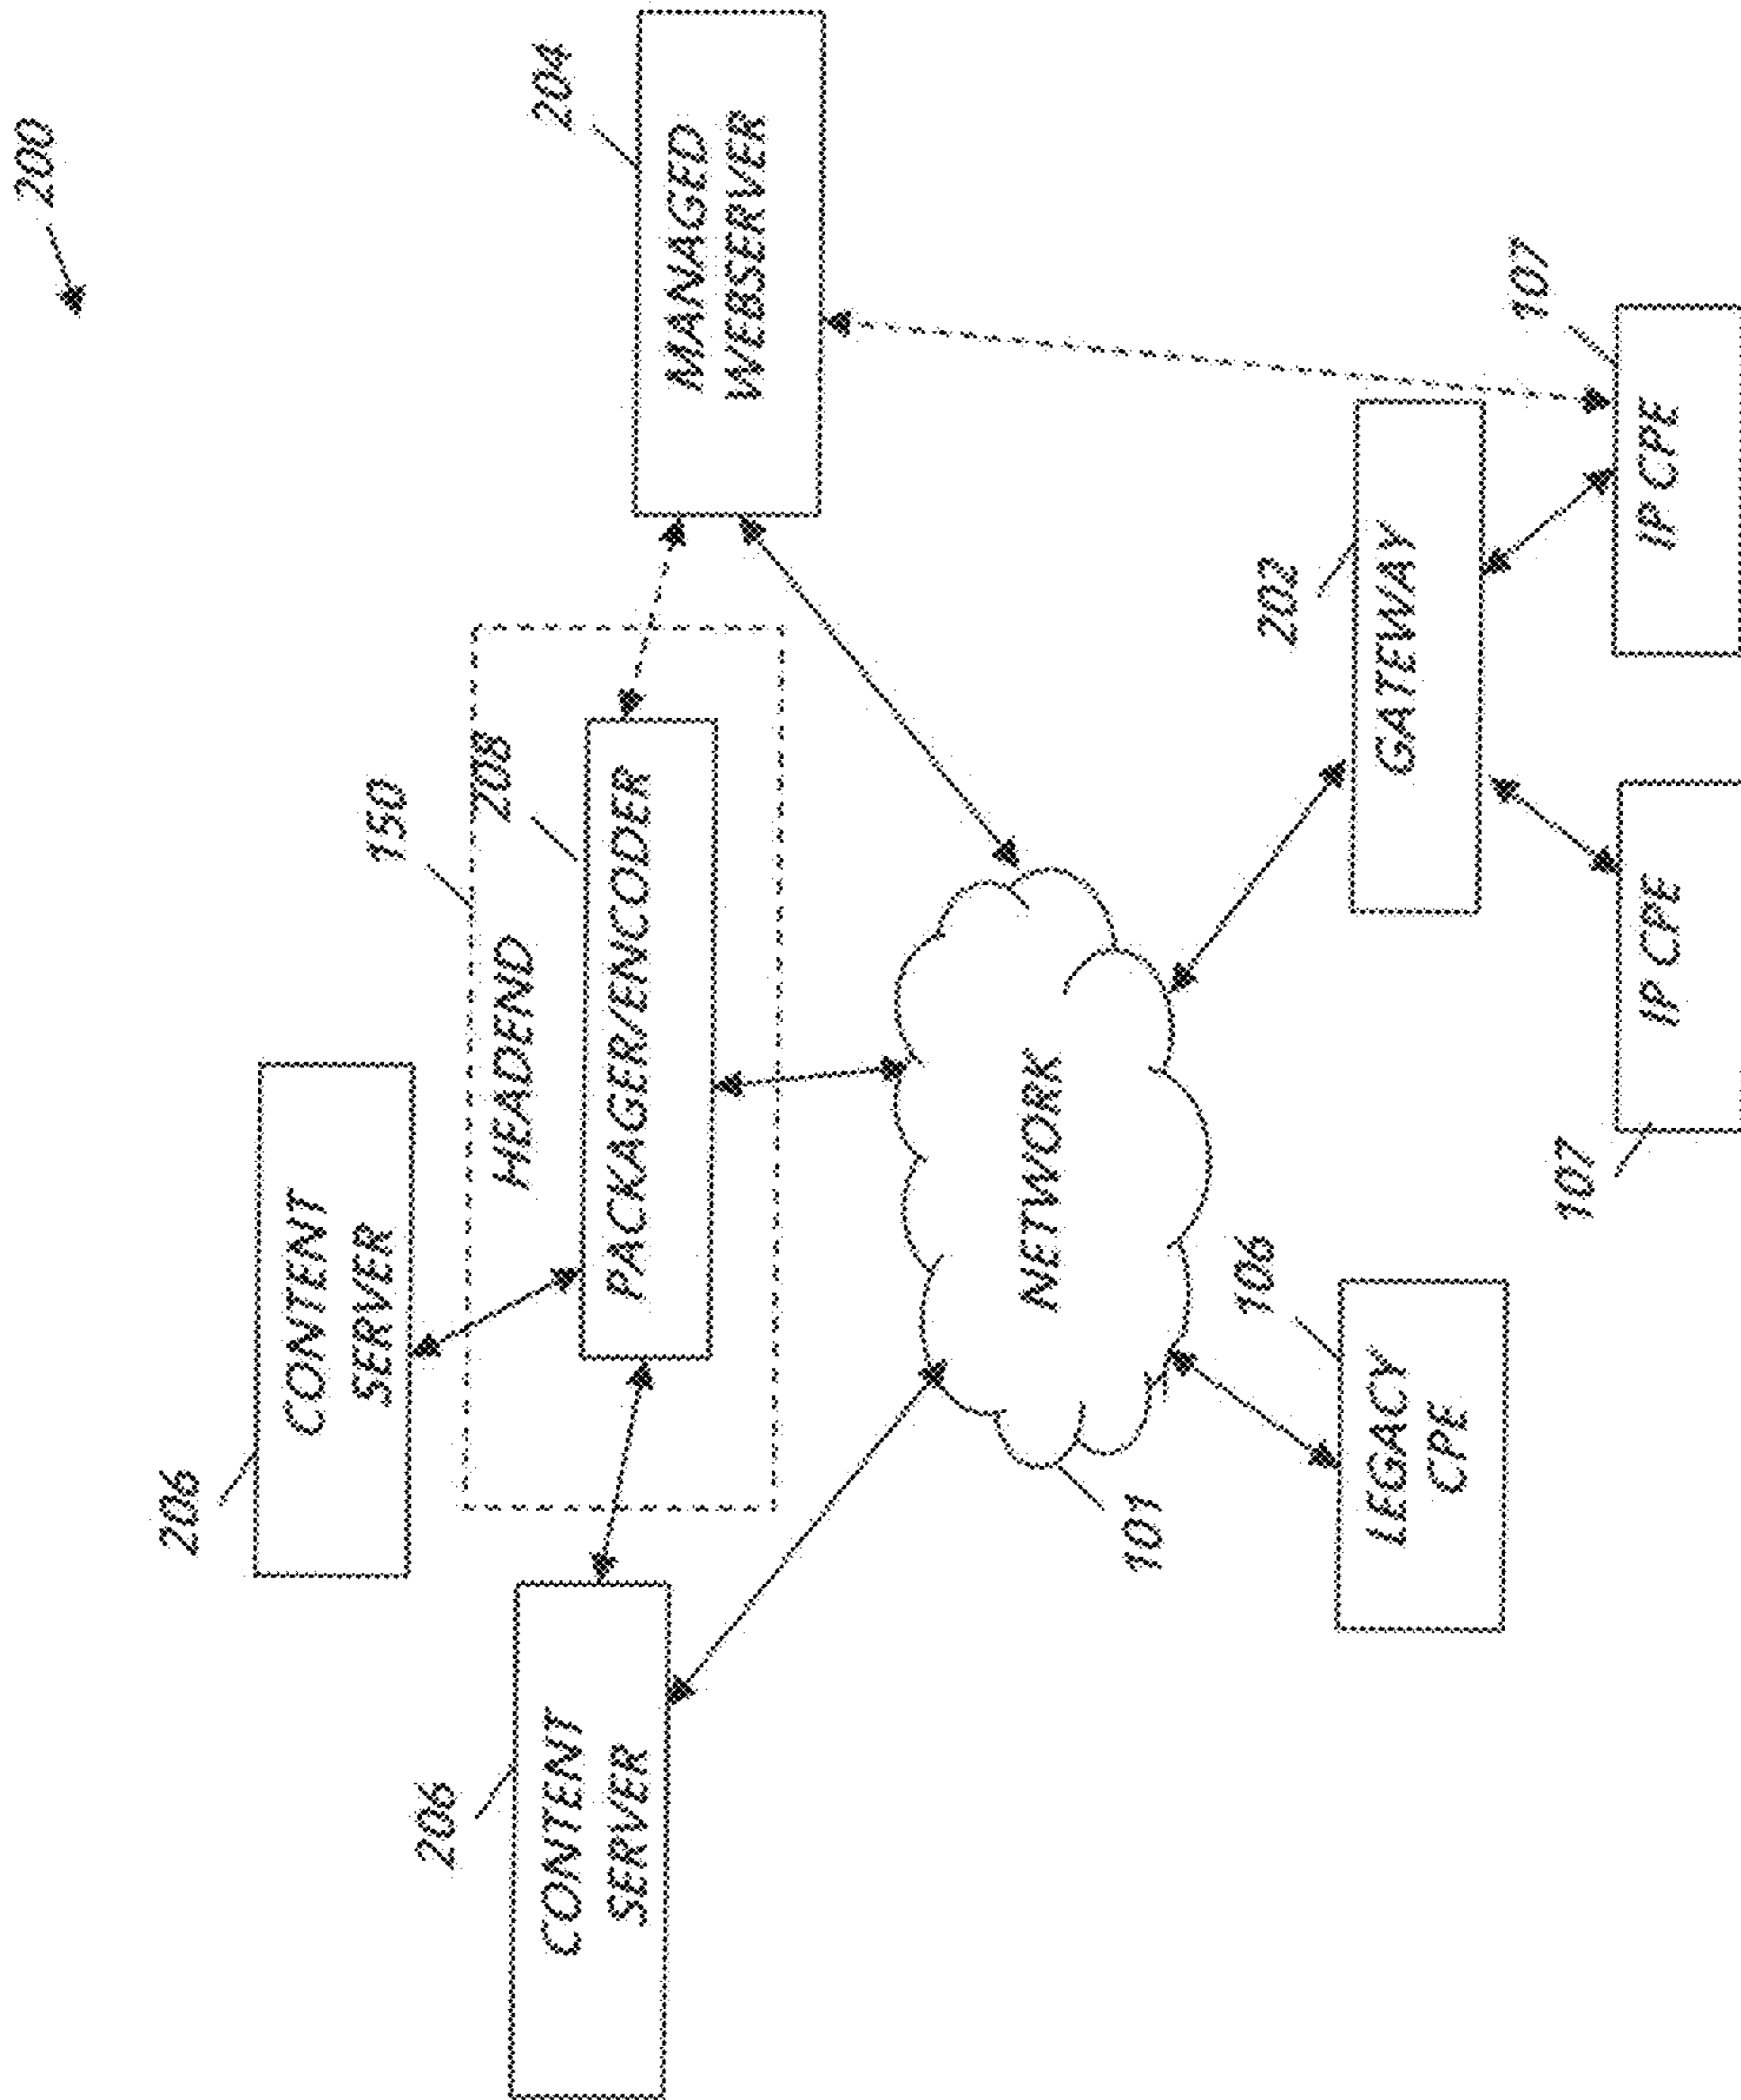 200
206
CONTENT
SERVER
150
HEADEND
208
PACKAGER/ENCODER
204
MANAGED
WEBSERVER
206
CONTENT
SERVER
NETWORK
101
106
LEGACY
CPE
202
GATEWAY
107
IP CPE
107
IP CPE